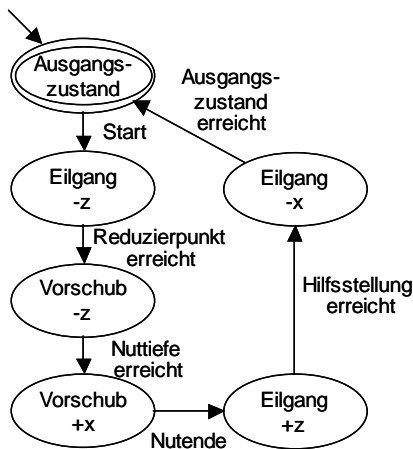 Ausgangs-
zustand
Ausgangs-
zustand
erreicht
Start
Eilgang
-z
Eilgang
-x
Reduzierpunkt
erreicht
Vorschub
-z
Hilfsstellung
erreicht
Nuttiefe
erreicht
Vorschub
+x
Eilgang
+z
Nutende